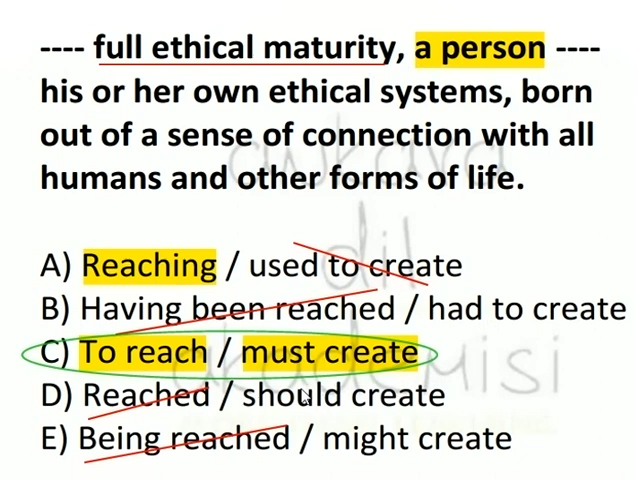 ---- full ethical maturity, a person ----
his or her own ethical systems, born
out of a sense of connection with all
humans and other forms of life.
A) Reaching / used to create
B) Having been reached / had to create
C) To reach / must create
D) Reached / should create
E) Being reached / might create
dil
akademisi